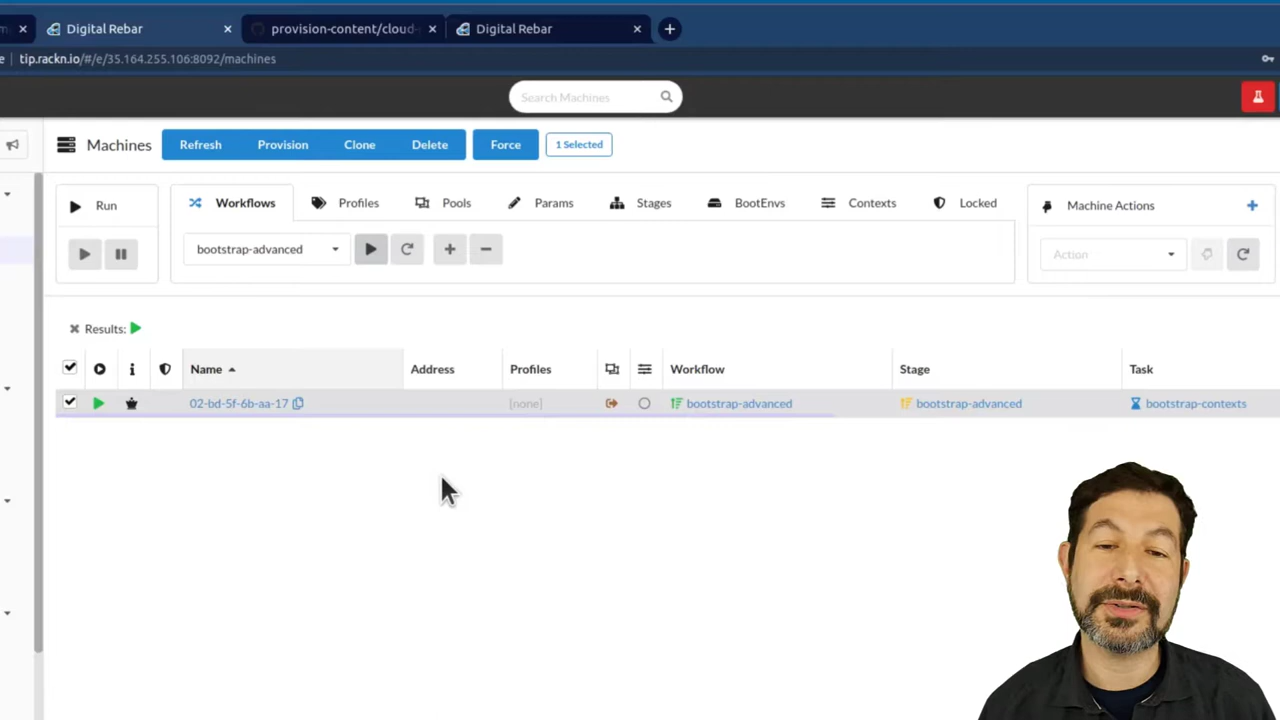 Digital Rebar
provision-content/cloud-
Digital Rebar
tip.rackn.io/#/e/35.164.255.106:8092/machines
Search Machines
Machines
Refresh
Provision
Clone
Delete
Force
1 Selected
Run
Workflows
Profiles
Pools
Params
Stages
BootEnvs
Contexts
Locked
Machine Actions
bootstrap-advanced
Action
Results:
Name
Address
Profiles
Workflow
Stage
Task
02-bd-5f-6b-aa-17
[none]
bootstrap-advanced
bootstrap-advanced
bootstrap-contexts